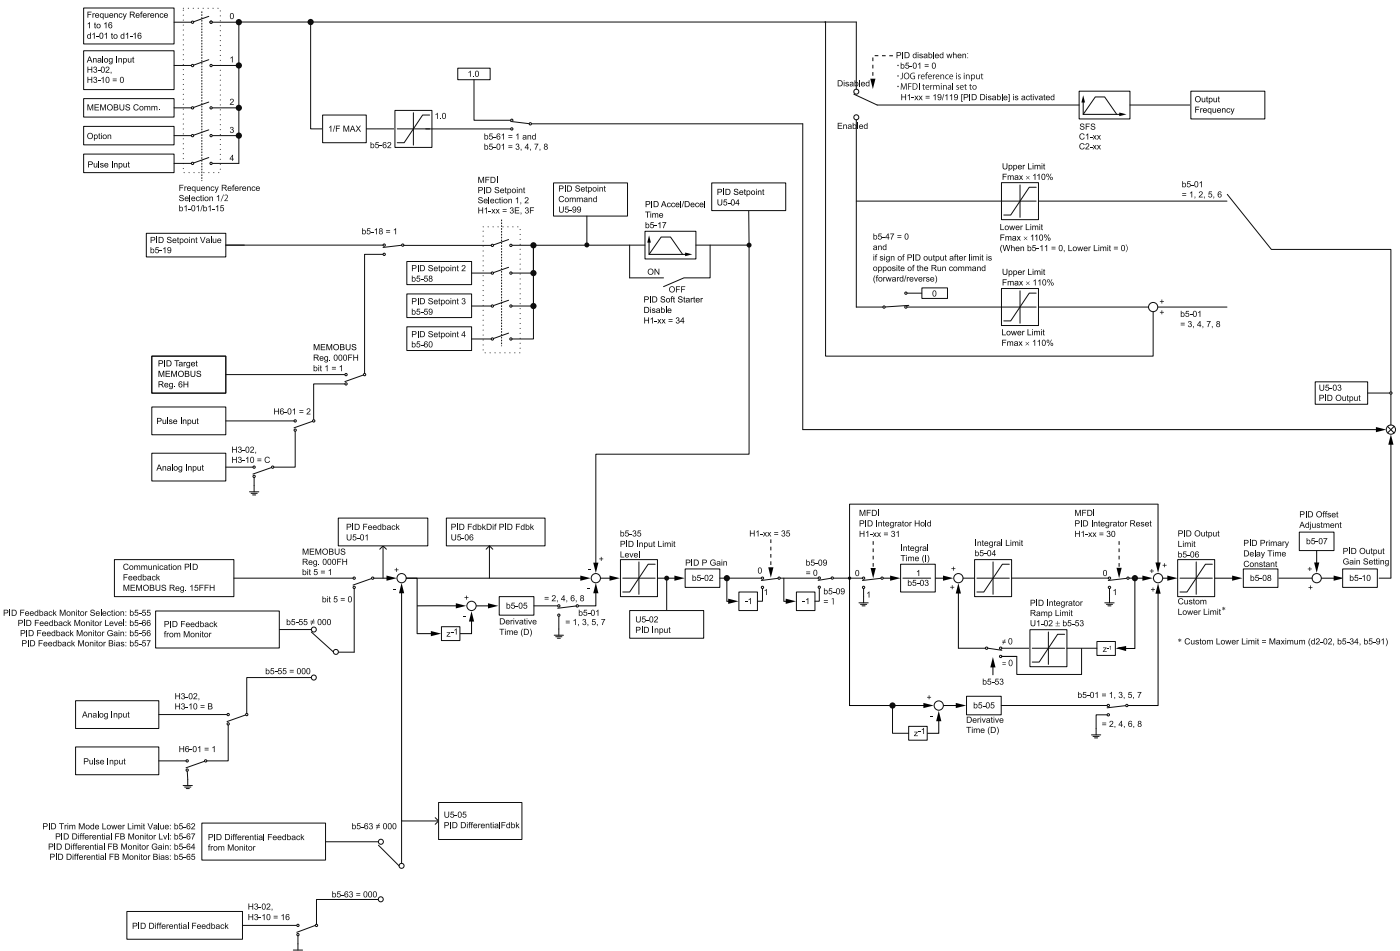 Frequency Reference
1 to 16
d1-01 to d1-16
0
Analog Input
H3-02,
H3-10 = 0
1
MEMOBUS Comm.
2
Option
3
Pulse Input
4
Frequency Reference
Selection 1/2
b1-01/b1-15
1/F MAX
b5-62
1.0
1.0
b5-61 = 1 and
b5-01 = 3, 4, 7, 8
PID disabled when:
·b5-01 = 0
·JOG reference is input
·MFDI terminal set to
H1-xx = 19/119 [PID Disable] is activated
Disabled
Enabled
SFS
C1-xx
C2-xx
Output
Frequency
Upper Limit
Fmax × 110%
Lower Limit
Fmax × 110%
(When b5-11 = 0, Lower Limit = 0)
b5-01
= 1, 2, 5, 6
b5-47 = 0
and
if sign of PID output after limit is
opposite of the Run command
(forward/reverse)
0
Upper Limit
Fmax × 110%
Lower Limit
Fmax × 110%
+
+
b5-01
= 3, 4, 7, 8
U5-03
PID Output
MFDI
PID Setpoint
Selection 1, 2
H1-xx = 3E, 3F
PID Setpoint
Command
U5-99
PID Setpoint
U5-04
PID Accel/Decel
Time
b5-17
ON
OFF
PID Soft Starter
Disable
H1-xx = 34
PID Setpoint Value
b5-19
b5-18 = 1
PID Setpoint 2
b5-58
PID Setpoint 3
b5-59
PID Setpoint 4
b5-60
MEMOBUS
Reg. 000FH
bit 1 = 1
PID Target
MEMOBUS
Reg. 6H
Pulse Input
H6-01 = 2
Analog Input
H3-02,
H3-10 = C
PID Feedback
U5-01
PID FdbkDif PID Fdbk
U5-06
MEMOBUS
Reg. 000FH
bit 5 = 1
bit 5 = 0
Communication PID
Feedback
MEMOBUS Reg. 15FFH
PID Feedback Monitor Selection: b5-55
PID Feedback Monitor Level: b5-66
PID Feedback Monitor Gain: b5-56
PID Feedback Monitor Bias: b5-57
PID Feedback
from Monitor
b5-55 ≠ 000
b5-55 = 000
Analog Input
H3-02,
H3-10 = B
Pulse Input
H6-01 = 1
+
-
+
-
z-1
b5-05
Derivative
Time (D)
= 2, 4, 6, 8
b5-01
= 1, 3, 5, 7
+
-
-
b5-35
PID Input Limit
Level
U5-02
PID Input
PID P Gain
b5-02
H1-xx = 35
0
1
-1
b5-09
= 0
b5-09
= 1
-1
MFDI
PID Integrator Hold
H1-xx = 31
0
1
Integral
Time (I)
1
b5-03
+
+
Integral Limit
b5-04
MFDI
PID Integrator Reset
H1-xx = 30
0
1
PID Integrator
Ramp Limit
U1-02 ± b5-53
≠ 0
= 0
b5-53
z-1
+
-
z-1
b5-05
Derivative
Time (D)
b5-01 = 1, 3, 5, 7
= 2, 4, 6, 8
+
+
+
PID Output
Limit
b5-06
Custom
Lower Limit*
PID Primary
Delay Time
Constant
b5-08
PID Offset
Adjustment
b5-07
+
+
PID Output
Gain Setting
b5-10
* Custom Lower Limit = Maximum (d2-02, b5-34, b5-91)
U5-05
PID DifferentialFdbk
PID Trim Mode Lower Limit Value: b5-62
PID Differential FB Monitor Lvl: b5-67
PID Differential FB Monitor Gain: b5-64
PID Differential FB Monitor Bias: b5-65
PID Differential Feedback
from Monitor
b5-63 ≠ 000
b5-63 = 000
PID Differential Feedback
H3-02,
H3-10 = 16